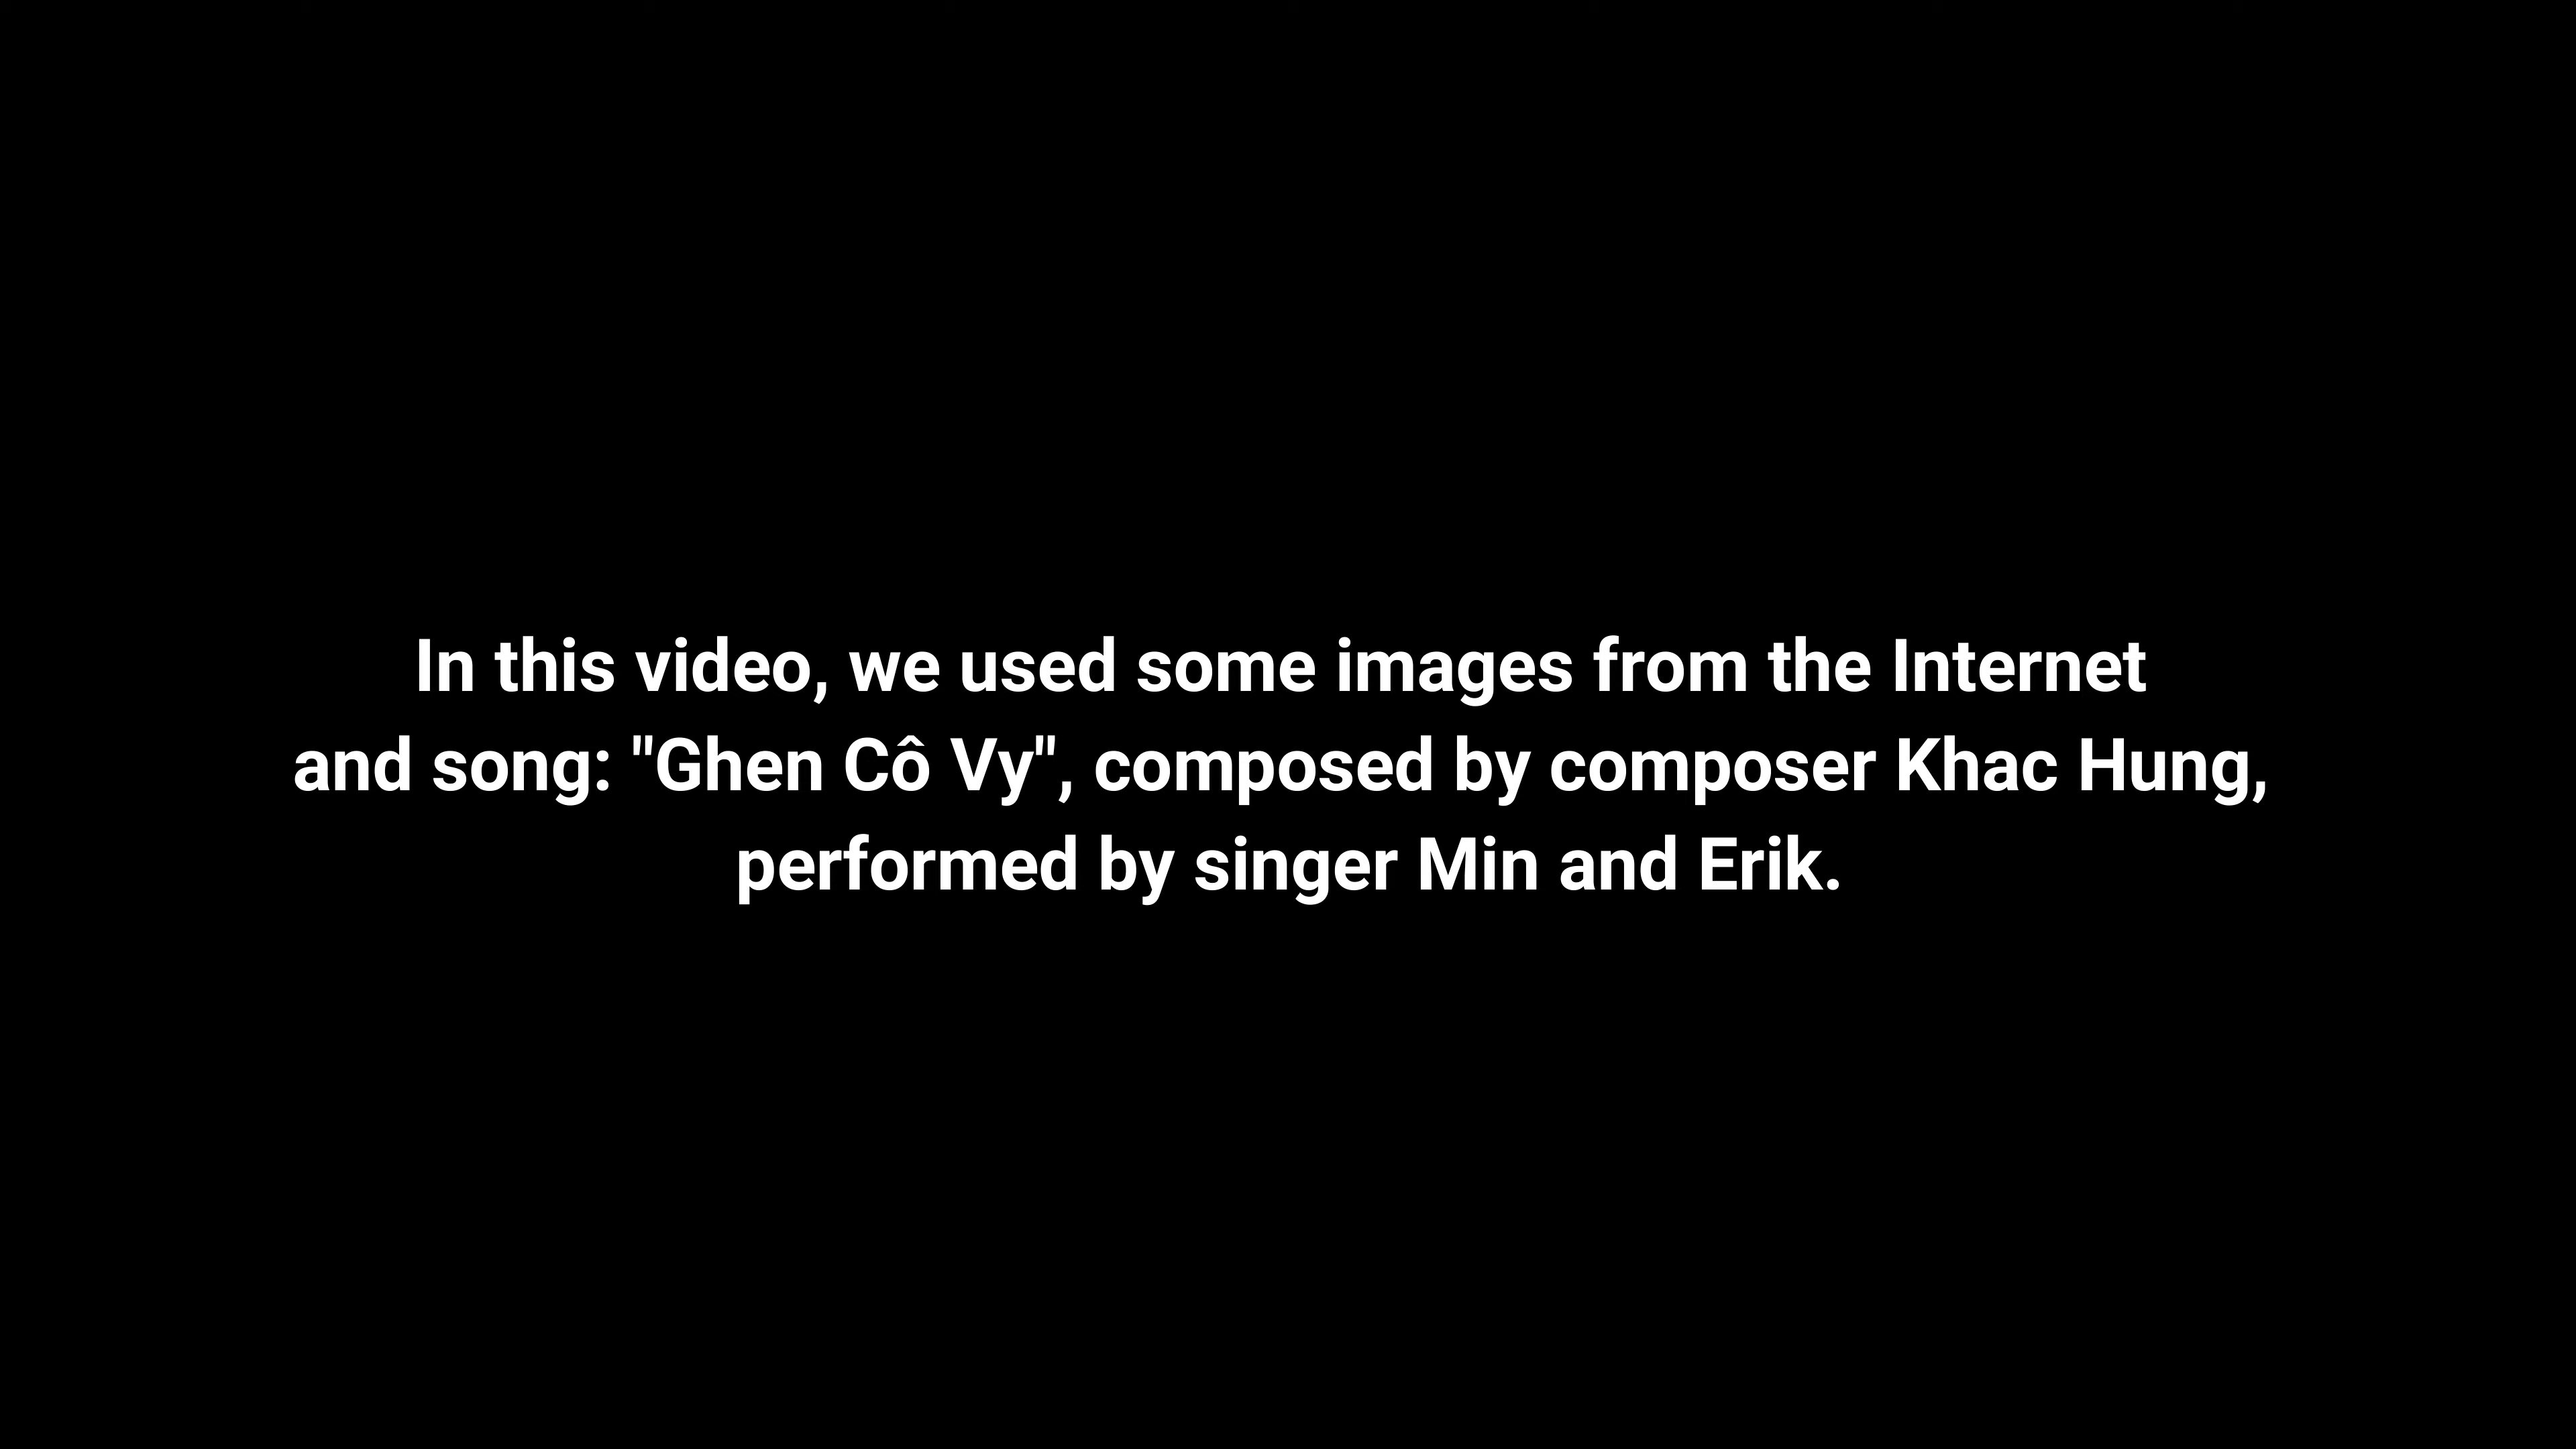 In this video, we used some images from the Internet
and song: "Ghen Cô Vy", composed by composer Khac Hung,
performed by singer Min and Erik.